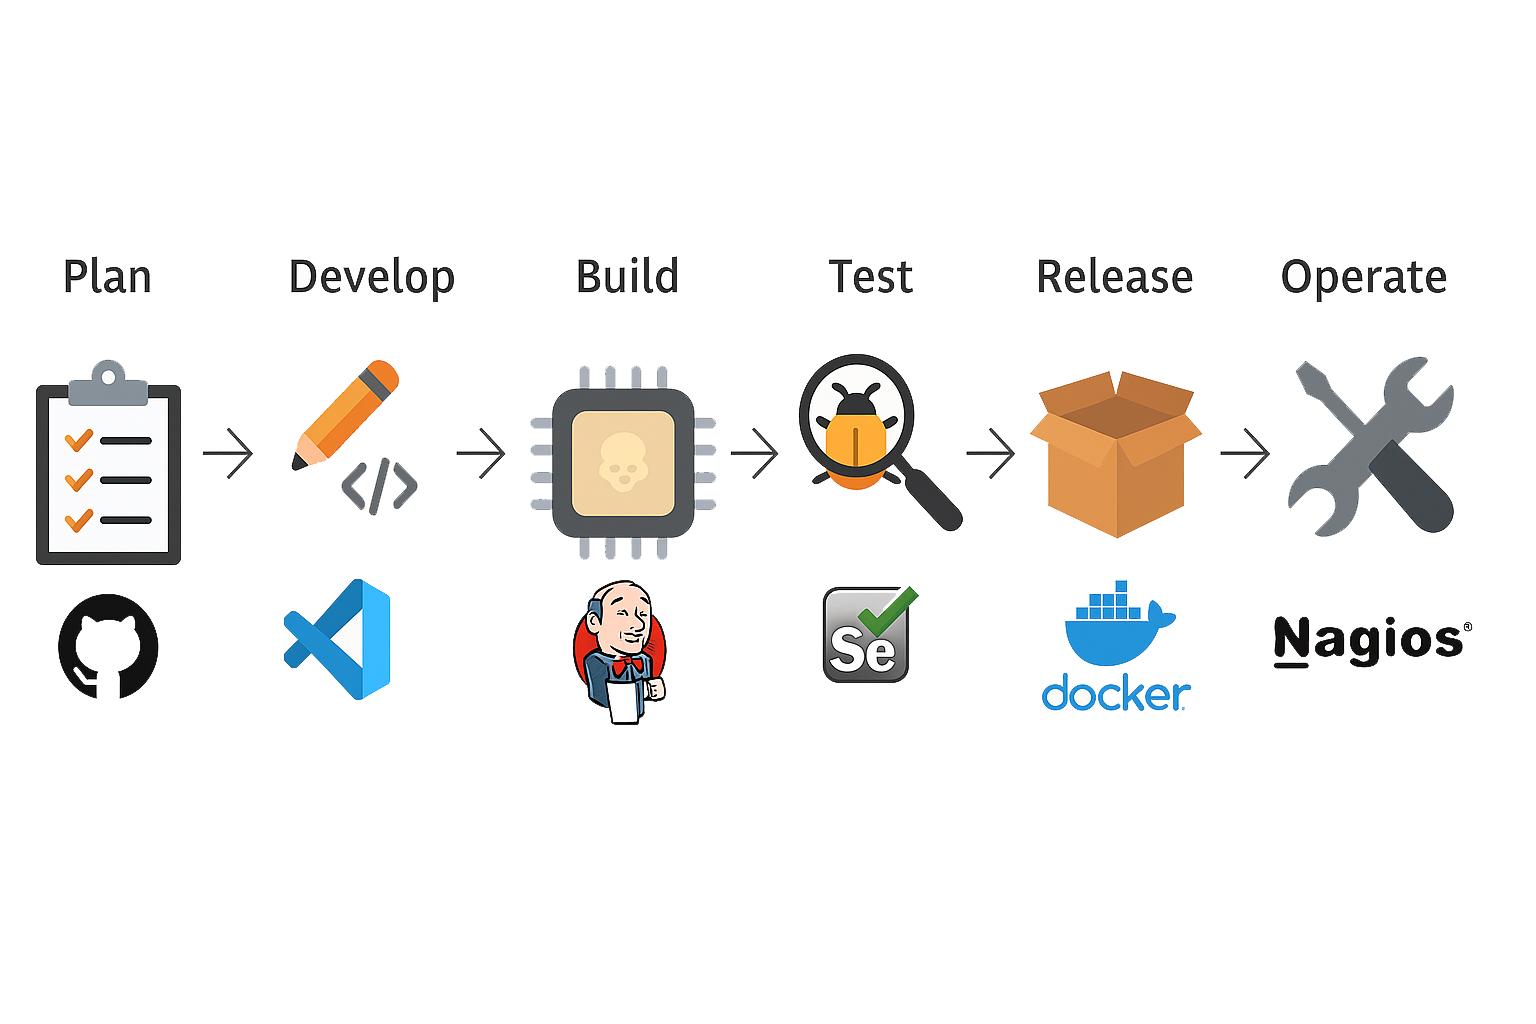 Plan
Develop
Build
Test
Release
Operate
</>
Se
docker
Nagios®